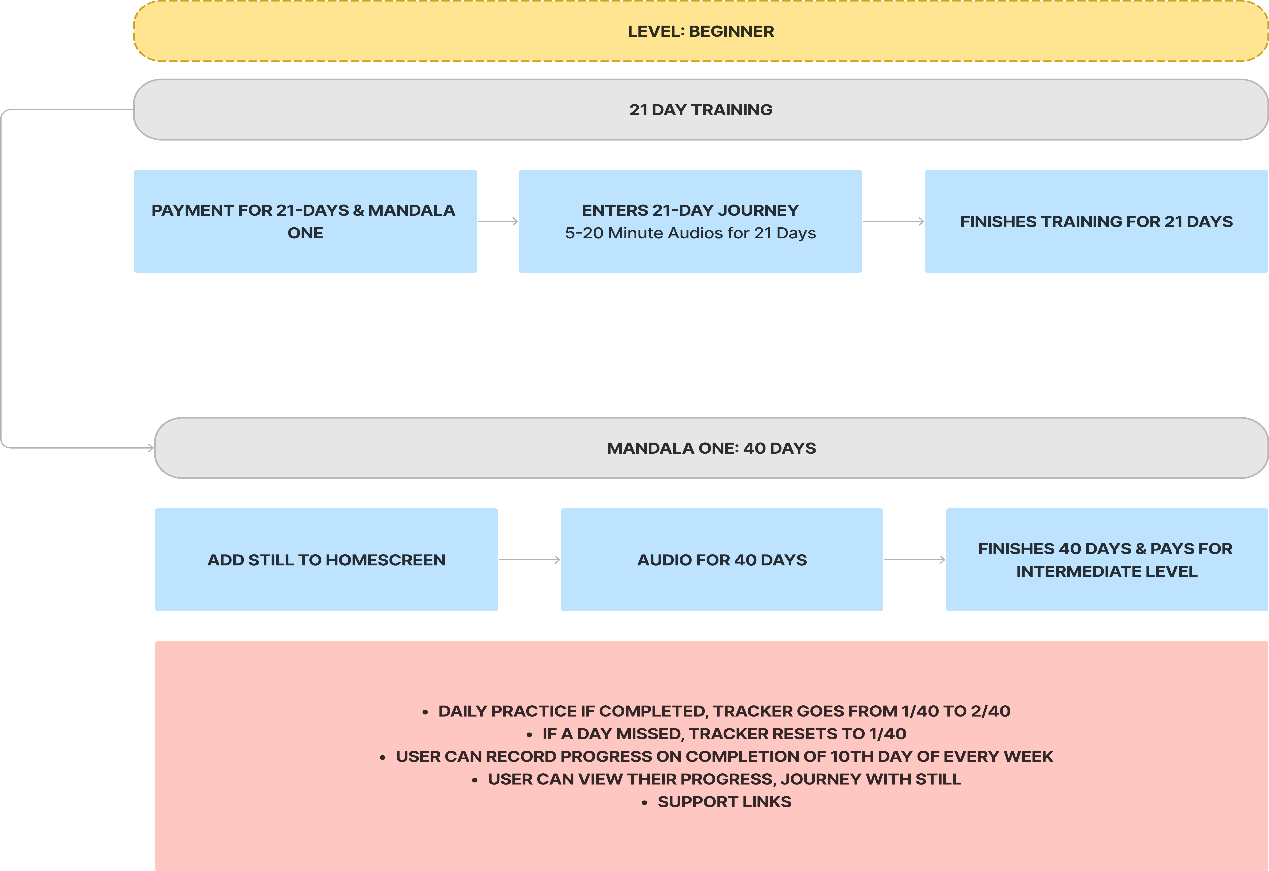 LEVEL: BEGINNER
21 DAY TRAINING
PAYMENT FOR 21-DAYS & MANDALA
ONE
ENTERS 21-DAY JOURNEY
5-20 Minute Audios for 21 Days
FINISHES TRAINING FOR 21 DAYS
MANDALA ONE: 40 DAYS
ADD STILL TO HOMESCREEN
AUDIO FOR 40 DAYS
FINISHES 40 DAYS & PAYS FOR
INTERMEDIATE LEVEL
• DAILY PRACTICE IF COMPLETED, TRACKER GOES FROM 1/40 TO 2/40
• IF A DAY MISSED, TRACKER RESETS TO 1/40
• USER CAN RECORD PROGRESS ON COMPLETION OF 10TH DAY OF EVERY WEEK
• USER CAN VIEW THEIR PROGRESS, JOURNEY WITH STILL
• SUPPORT LINKS